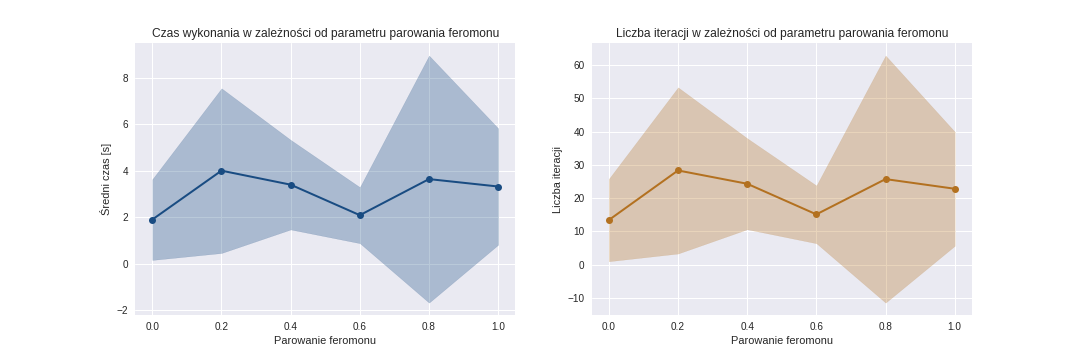 Czas wykonania w zależności od parametru parowania feromonu
Średni czas [s]
8
6
4
2
0
−2
0.0 0.2 0.4 0.6 0.8 1.0
Parowanie feromonu
Liczba iteracji w zależności od parametru parowania feromonu
Liczba iteracji
60
50
40
30
20
10
0
−10
0.0 0.2 0.4 0.6 0.8 1.0
Parowanie feromonu